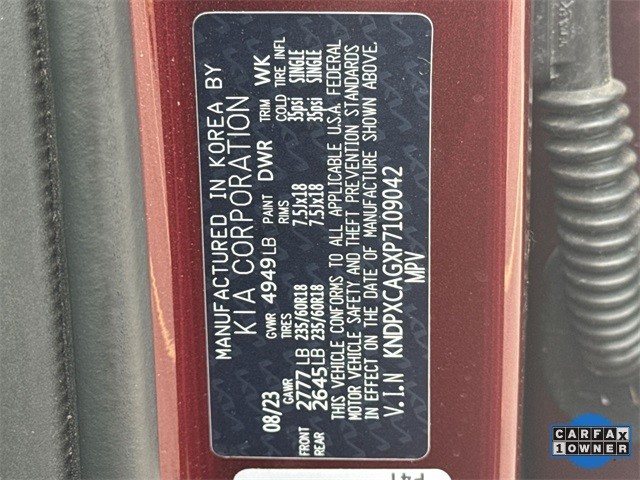 MANUFACTURED IN KOREA BY
KIA CORPORATION
08/23 GVWR 4949LB PAINT DWR TRIM WK
GAWR TIRES RIMS COLD TIRE INFL
FRONT 2777 LB 235/60R18 7.5Jx18 35psi SINGLE
REAR 2645 LB 235/60R18 7.5Jx18 35psi SINGLE
THIS VEHICLE CONFORMS TO ALL APPLICABLE U.S.A. FEDERAL
MOTOR VEHICLE SAFETY AND THEFT PREVENTION STANDARDS
IN EFFECT ON THE DATE OF MANUFACTURE SHOWN ABOVE.
V.I.N KNDPXCAGXP7109042
MPV
CARFAX
1 OWNER